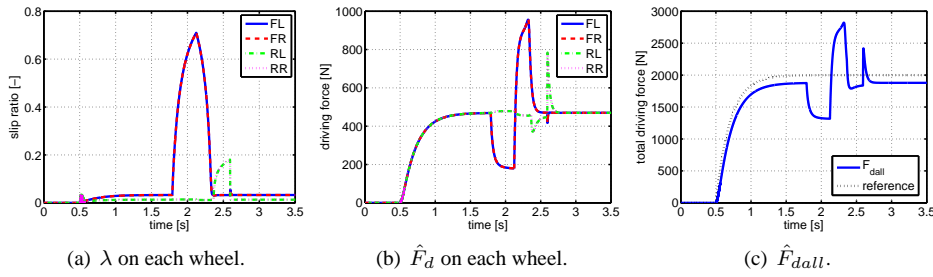 0.8
0.6
0.4
0.2
0
0 0.5 1 1.5 2 2.5 3 3.5
slip ratio [−]
time [s]
FL
FR
RL
RR
(a) λ on each wheel.
1000
800
600
400
200
0
0 0.5 1 1.5 2 2.5 3 3.5
driving force [N]
time [s]
FL
FR
RL
RR
(b) F̂d on each wheel.
3000
2500
2000
1500
1000
500
0
0 0.5 1 1.5 2 2.5 3 3.5
total driving force [N]
time [s]
F_dall
reference
(c) F̂dall.